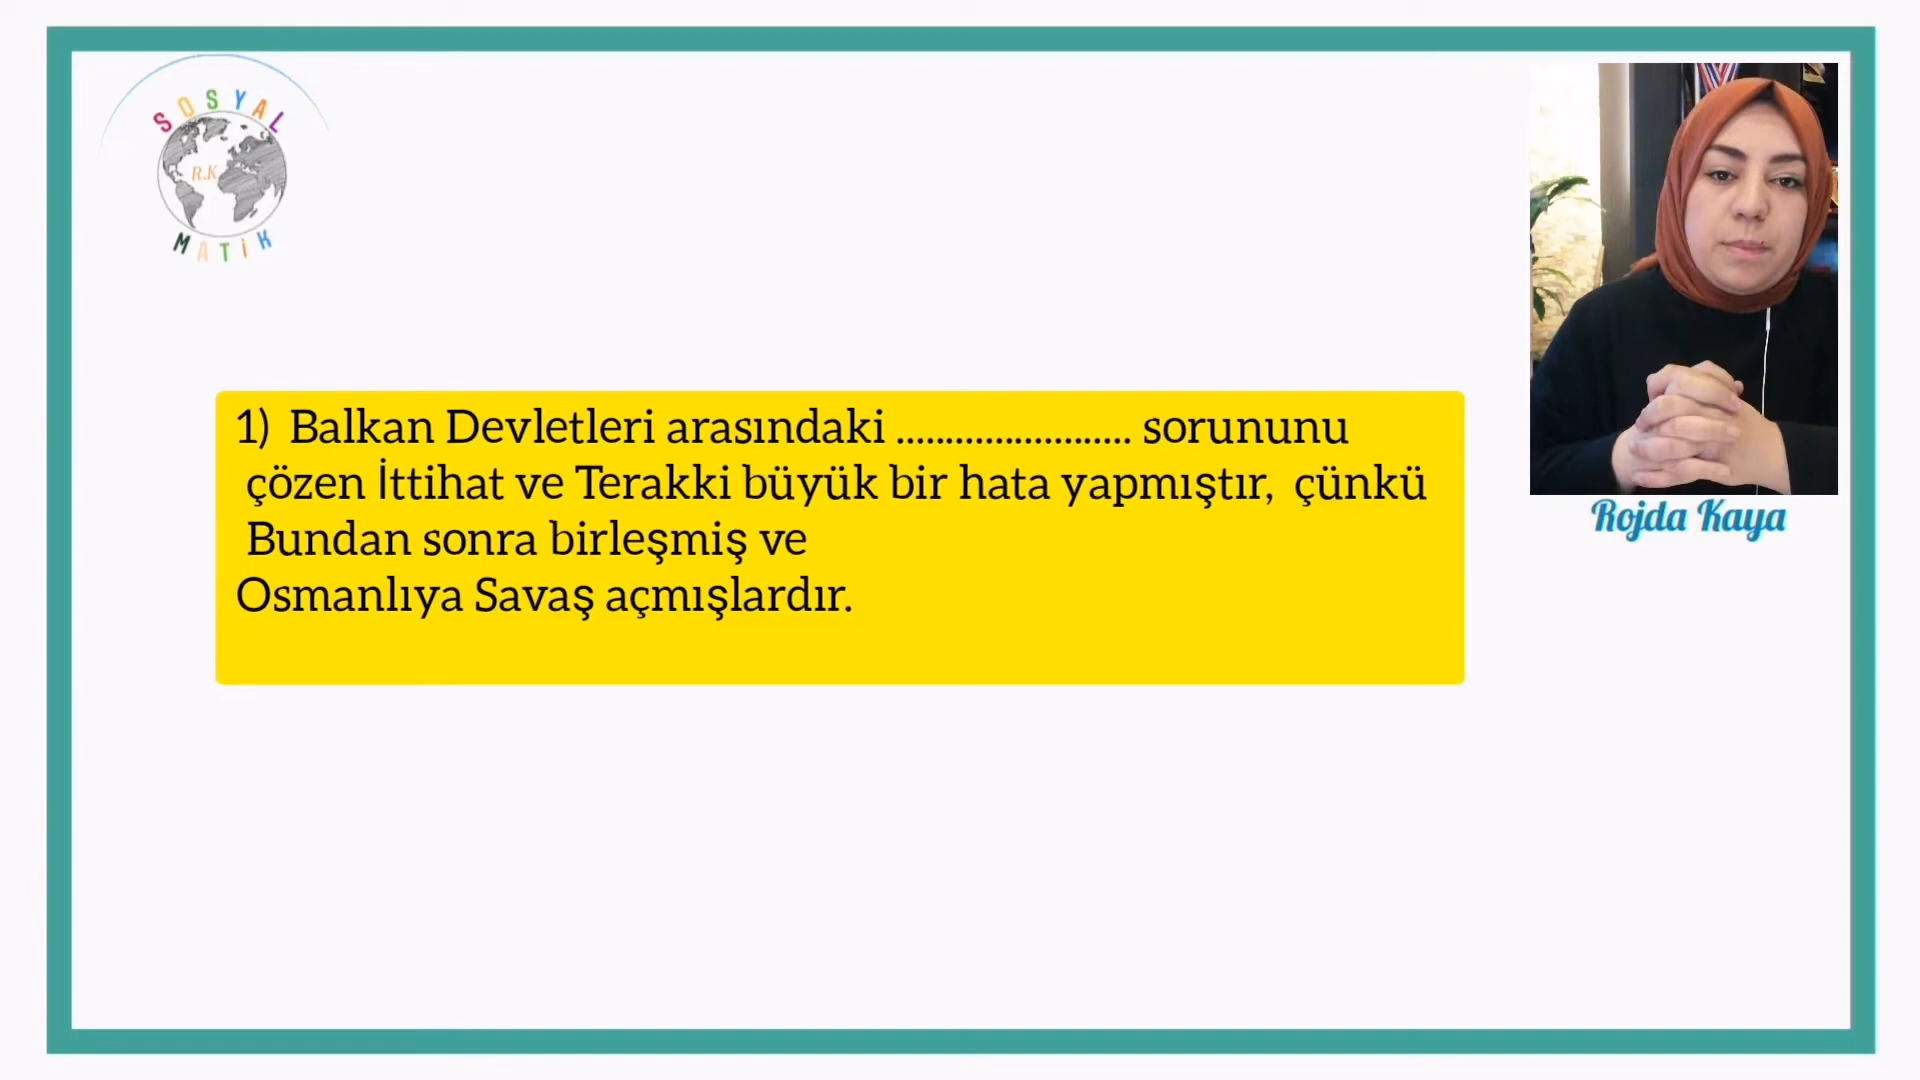 SOSYAL
R.K
MATİK
1) Balkan Devletleri arasındaki ........................ sorununu
çözen İttihat ve Terakki büyük bir hata yapmıştır, çünkü
Bundan sonra birleşmiş ve
Osmanlıya Savaş açmışlardır.
Rojda Kaya